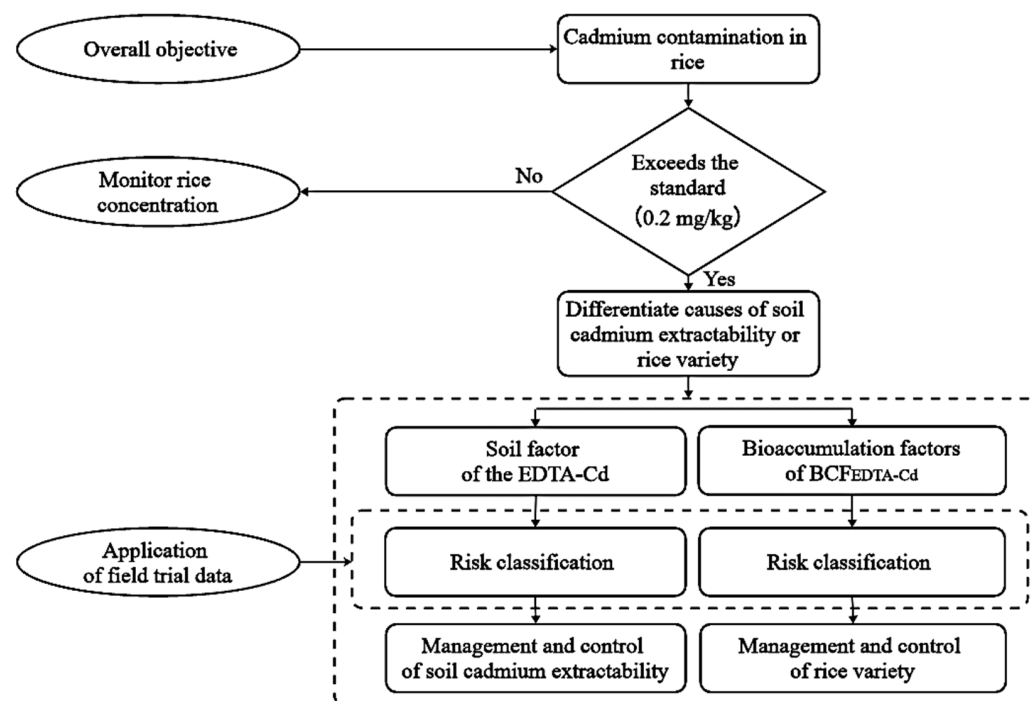 Overall objective
Cadmium contamination in
rice
Exceeds the
standard
(0.2 mg/kg)
No
Monitor rice
concentration
Yes
Differentiate causes of soil
cadmium extractability or
rice variety
Soil factor
of the EDTA-Cd
Bioaccumulation factors
of BCFEDTA-Cd
Application
of field trial data
Risk classification
Risk classification
Management and control
of soil cadmium extractability
Management and control
of rice variety